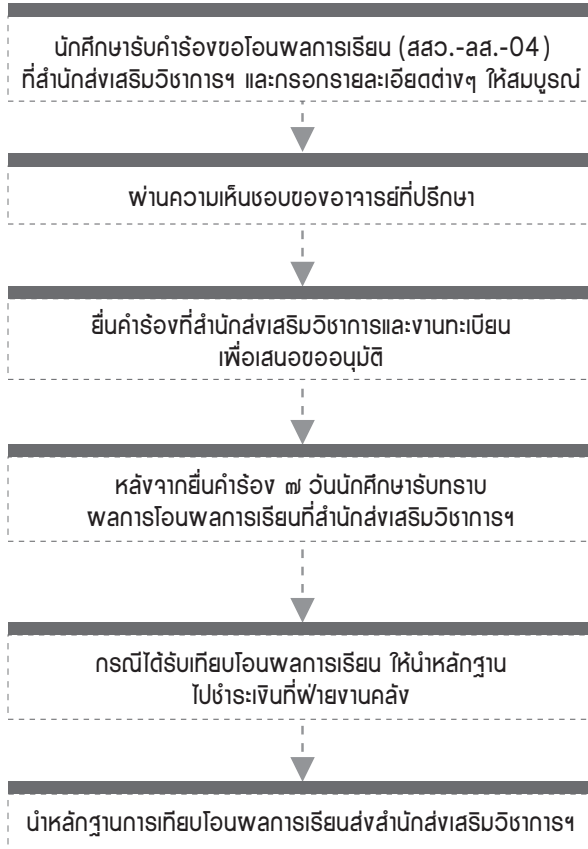 นักศึกษารับคำร้องขอโอนผลการเรียน (สสว.-ลส.-04)
ที่สำนักส่งเสริมวิชาการฯ และกรอกรายละเอียดต่างๆ ให้สมบูรณ์
ผ่านความเห็นชอบของอาจารย์ที่ปรึกษา
ยื่นคำร้องที่สำนักส่งเสริมวิชาการและงานทะเบียน
เพื่อเสนอขออนุมัติ
หลังจากยื่นคำร้อง ๗ วันนักศึกษารับทราบ
ผลการโอนผลการเรียนที่สำนักส่งเสริมวิชาการฯ
กรณีได้รับเทียบโอนผลการเรียน ให้นำหลักฐาน
ไปชำระเงินที่ฝ่ายงานคลัง
นำหลักฐานการเทียบโอนผลการเรียนส่งสำนักส่งเสริมวิชาการฯ